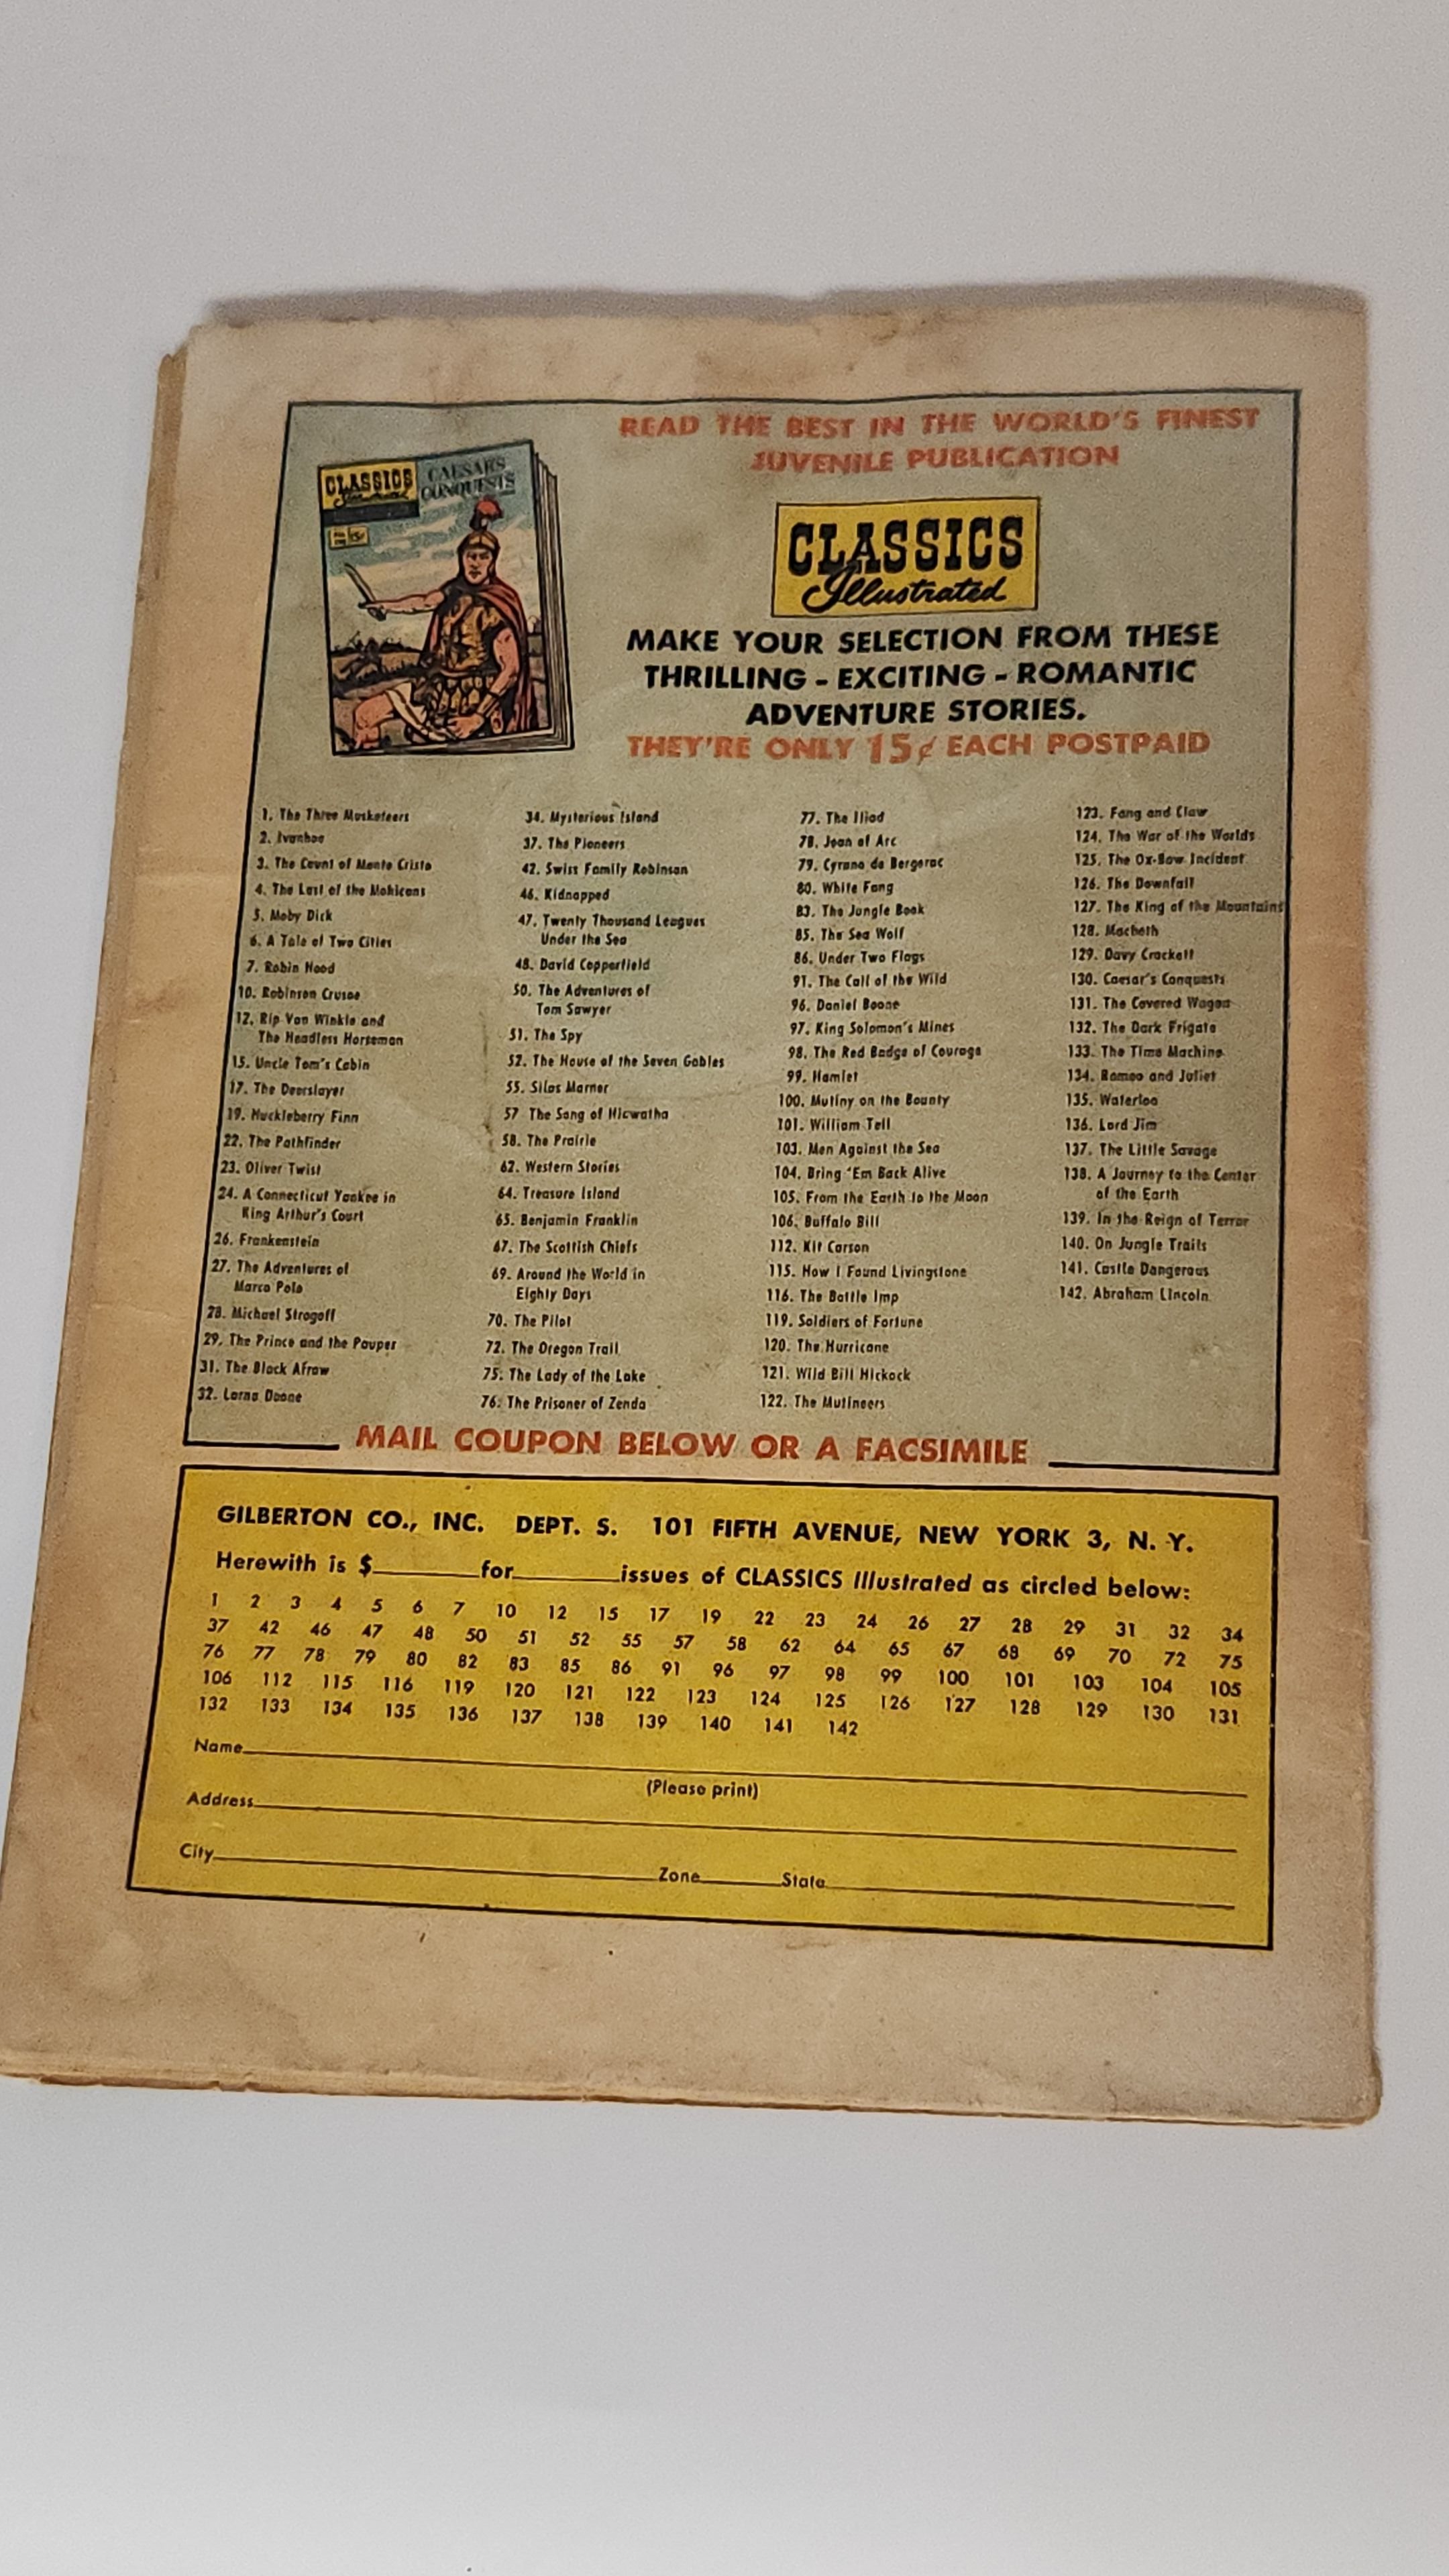 READ THE BEST IN THE WORLD'S FINEST
JUVENILE PUBLICATION
CLASSICS
Illustrated
CAESAR'S
CONQUESTS
15¢
CLASSICS
Illustrated
MAKE YOUR SELECTION FROM THESE
THRILLING - EXCITING - ROMANTIC
ADVENTURE STORIES.
THEY'RE ONLY 15¢ EACH POSTPAID
1. The Three Musketeers
2. Ivanhoe
3. The Count of Monte Cristo
4. The Last of the Mohicans
5. Moby Dick
6. A Tale of Two Cities
7. Robin Hood
10. Robinson Crusoe
12. Rip Van Winkle and
The Headless Horseman
15. Uncle Tom's Cabin
17. The Deerslayer
19. Huckleberry Finn
22. The Pathfinder
23. Oliver Twist
24. A Connecticut Yankee in
King Arthur's Court
26. Frankenstein
27. The Adventures of
Marco Polo
28. Michael Strogoff
29. The Prince and the Pauper
31. The Black Arrow
32. Lorna Doone
34. Mysterious Island
37. The Pioneers
42. Swiss Family Robinson
46. Kidnapped
47. Twenty Thousand Leagues
Under the Sea
48. David Copperfield
50. The Adventures of
Tom Sawyer
51. The Spy
52. The House of the Seven Gables
55. Silas Marner
57 The Song of Hiawatha
58. The Prairie
62. Western Stories
64. Treasure Island
65. Benjamin Franklin
67. The Scottish Chiefs
69. Around the World in
Eighty Days
70. The Pilot
72. The Oregon Trail
75. The Lady of the Lake
76. The Prisoner of Zenda
77. The Iliad
78. Joan of Arc
79. Cyrano de Bergerac
80. White Fang
83. The Jungle Book
85. The Sea Wolf
86. Under Two Flags
91. The Call of the Wild
96. Daniel Boone
97. King Solomon's Mines
98. The Red Badge of Courage
99. Hamlet
100. Mutiny on the Bounty
101. William Tell
103. Men Against the Sea
104. Bring 'Em Back Alive
105. From the Earth to the Moon
106. Buffalo Bill
112. Kit Carson
115. How I Found Livingstone
116. The Bottle Imp
119. Soldiers of Fortune
120. The Hurricane
121. Wild Bill Hickock
122. The Mutineers
123. Fang and Claw
124. The War of the Worlds
125. The Ox-Bow Incident
126. The Downfall
127. The King of the Mountains
128. Macbeth
129. Davy Crockett
130. Caesar's Conquests
131. The Covered Wagon
132. The Dark Frigate
133. The Time Machine
134. Romeo and Juliet
135. Waterloo
136. Lord Jim
137. The Little Savage
138. A Journey to the Center
of the Earth
139. In the Reign of Terror
140. On Jungle Trails
141. Castle Dangerous
142. Abraham Lincoln
MAIL COUPON BELOW OR A FACSIMILE
GILBERTON CO., INC. DEPT. S. 101 FIFTH AVENUE, NEW YORK 3, N. Y.
Herewith is $ for issues of CLASSICS Illustrated as circled below:
1 2 3 4 5 6 7 10 12 15 17 19 22 23 24 26 27 28 29 31 32 34
37 42 46 47 48 50 51 52 55 57 58 62 64 65 67 68 69 70 72 75
76 77 78 79 80 82 83 85 86 91 96 97 98 99 100 101 103 104 105
106 112 115 116 119 120 121 122 123 124 125 126 127 128 129 130 131
132 133 134 135 136 137 138 139 140 141 142
Name
(Please print)
Address
City Zone State